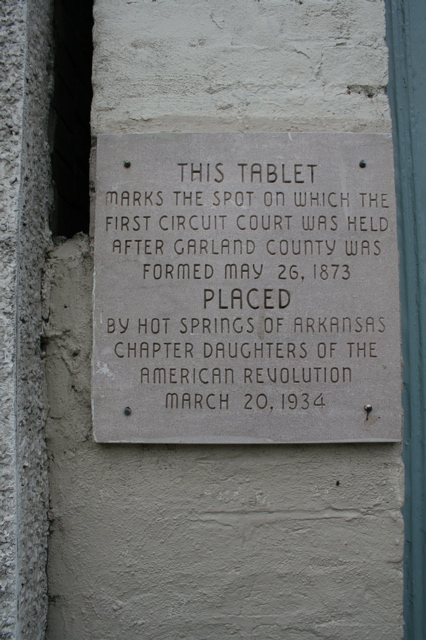 THIS TABLET
MARKS THE SPOT ON WHICH THE
FIRST CIRCUIT COURT WAS HELD
AFTER GARLAND COUNTY WAS
FORMED MAY 26, 1873
PLACED
BY HOT SPRINGS OF ARKANSAS
CHAPTER DAUGHTERS OF THE
AMERICAN REVOLUTION
MARCH 20, 1934